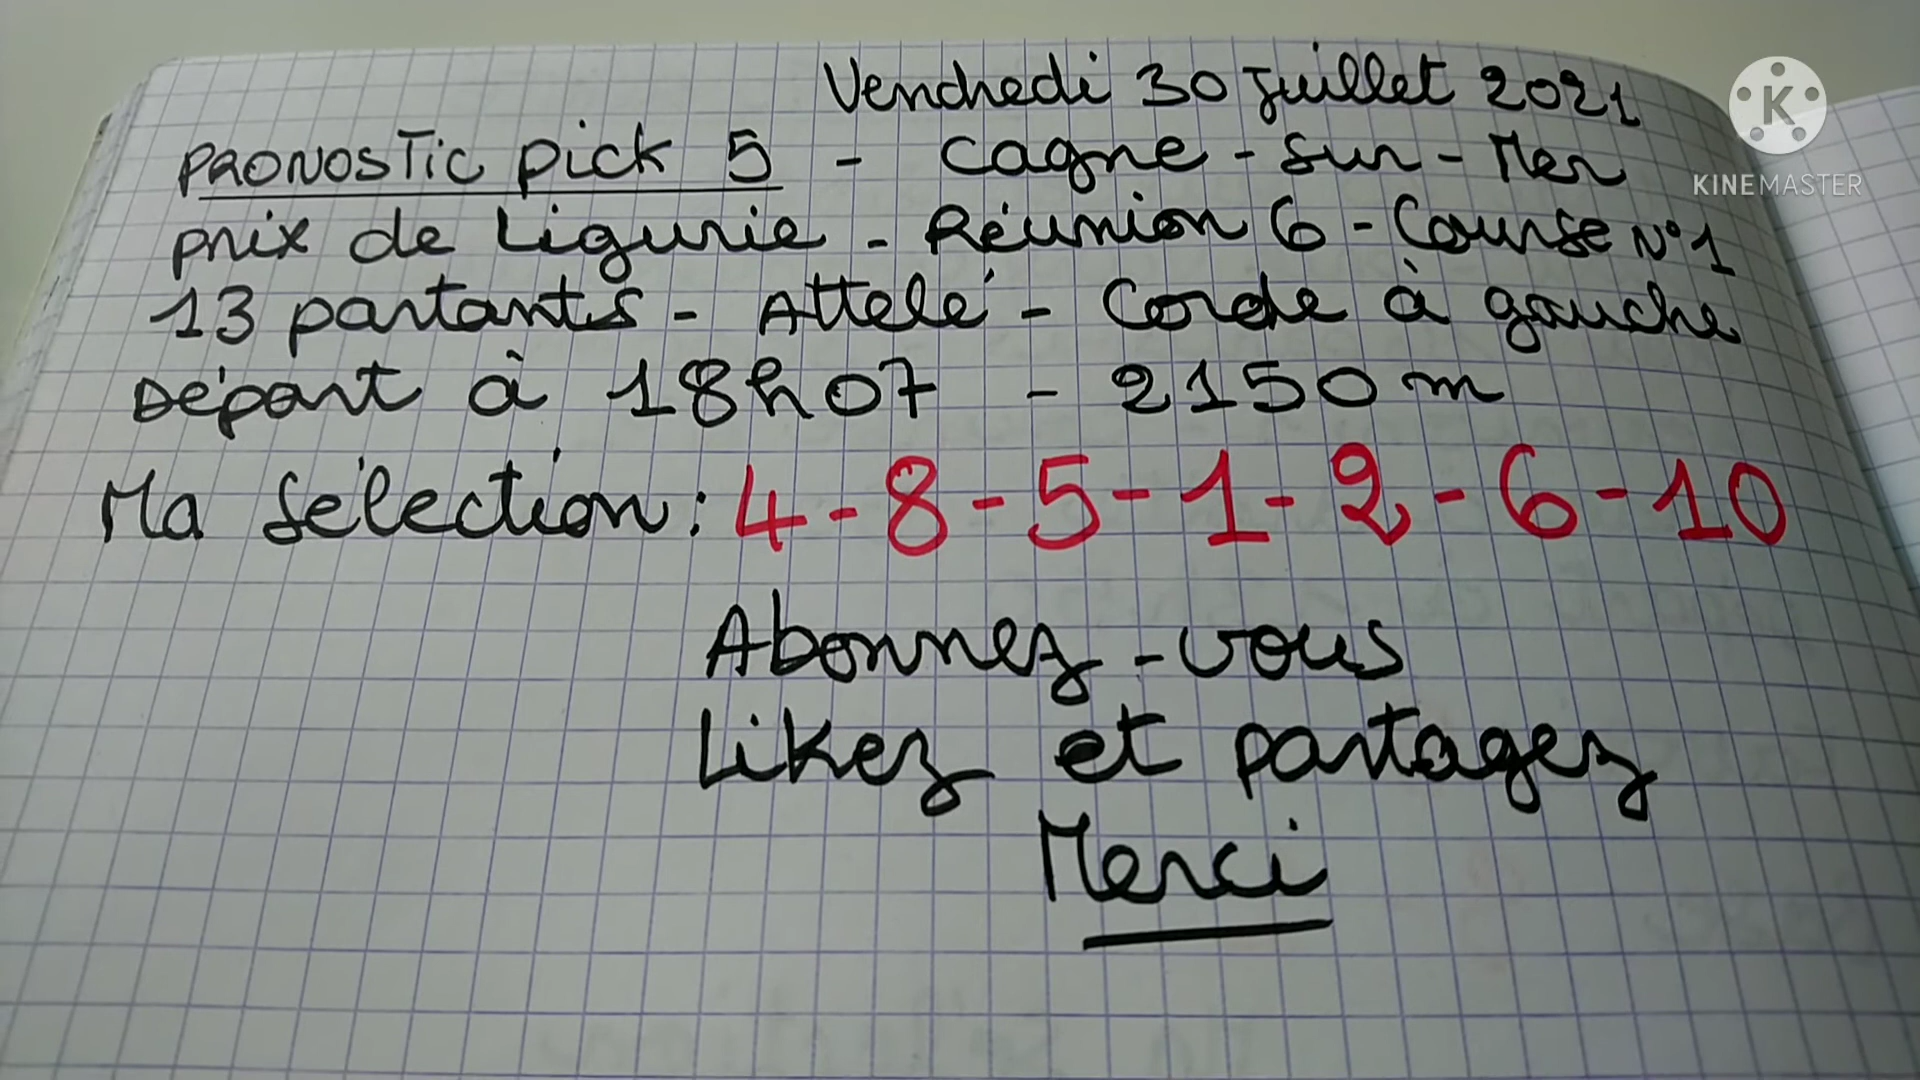 Vendredi 30 Juillet 2021
PRONOSTIC PICK 5 - Cagne-sur-Mer
prix de Ligurie - Réunion 6 - Course N°1
13 partants - Attelé - Corde à gauche
Départ à 18h07 - 2150m
Ma sélection : 4-8-5-1-2-6-10
Abonnez-vous
Likez et partagez
Merci
K
KINEMASTER